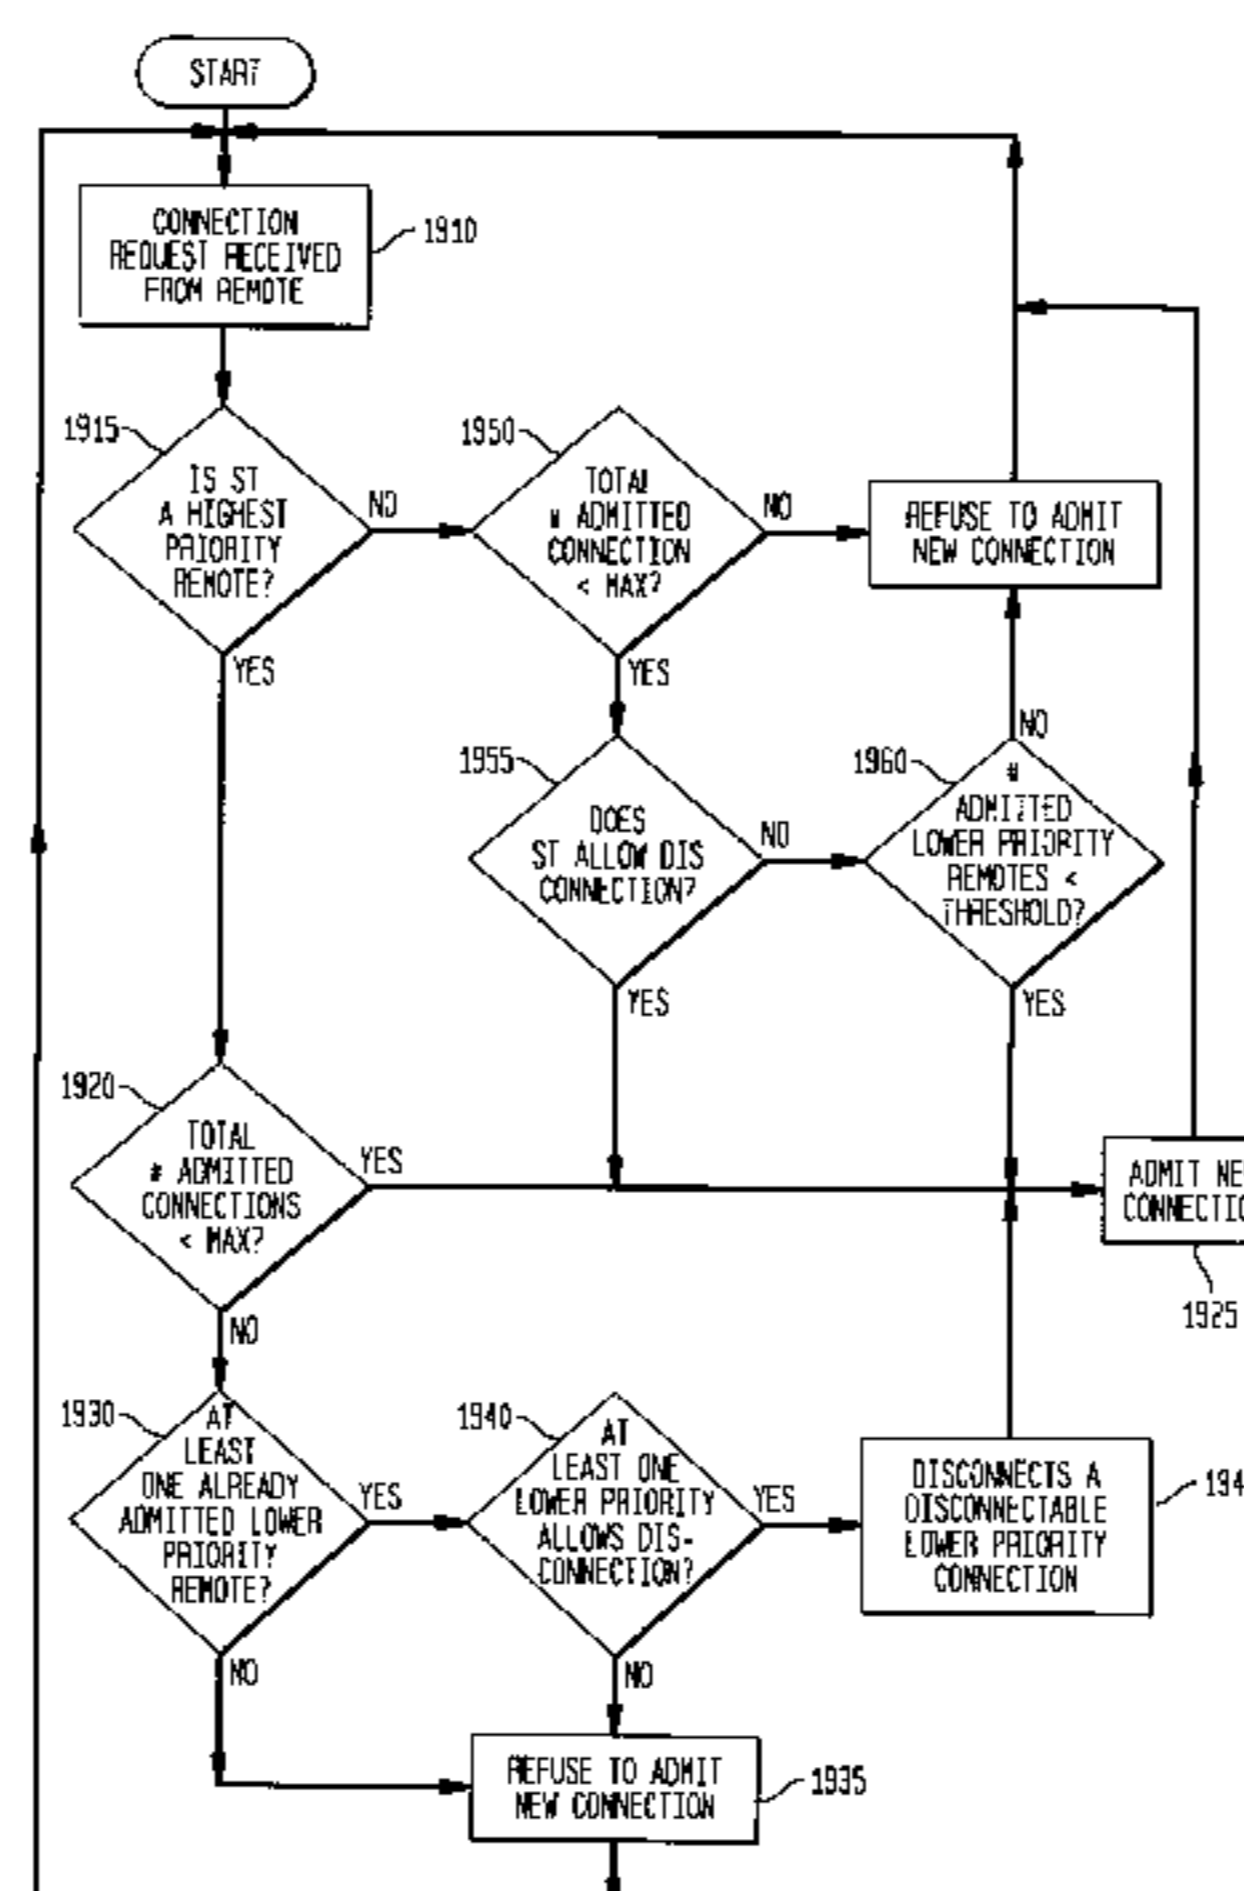 START
CONNECTION
REQUEST RECEIVED
FROM REMOTE
1910
1915
IS ST
A HIGHEST
PRIORITY
REMOTE?
NO
YES
1950
TOTAL
# ADMITTED
CONNECTION
< MAX?
NO
YES
REFUSE TO ADMIT
NEW CONNECTION
1955
DOES
ST ALLOW DIS
CONNECTION?
NO
YES
1960
NO
#
ADMITTED
LOWER PRIORITY
REMOTES <
THRESHOLD?
YES
1920
TOTAL
# ADMITTED
CONNECTIONS
< MAX?
YES
NO
ADMIT NE
CONNECTIO
1925
1930
AT
LEAST
ONE ALREADY
ADMITTED LOWER
PRIORITY
REMOTE?
YES
NO
1940
AT
LEAST ONE
LOWER PRIORITY
ALLOWS DIS-
CONNECTION?
YES
NO
DISCONNECTS A
DISCONNECTABLE
LOWER PRIORITY
CONNECTION
194
REFUSE TO ADMIT
NEW CONNECTION
1935